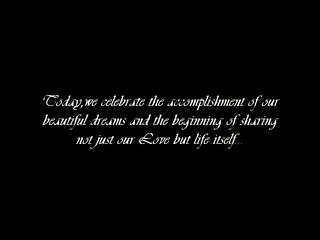 Today,we celebrate the accomplishment of our
beautiful dreams and the beginning of sharing
not just our Love but life itself...